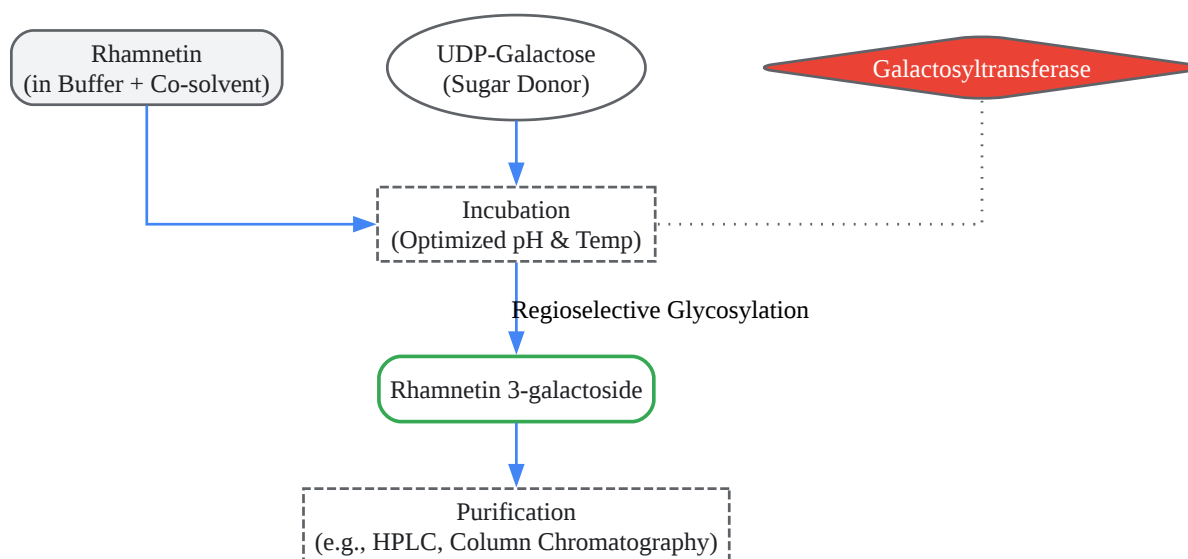 Rhamnetin
(in Buffer + Co-solvent)
UDP-Galactose
(Sugar Donor)
Galactosyltransferase
Incubation
(Optimized pH & Temp)
Regioselective Glycosylation
Rhamnetin 3-galactoside
Purification
(e.g., HPLC, Column Chromatography)